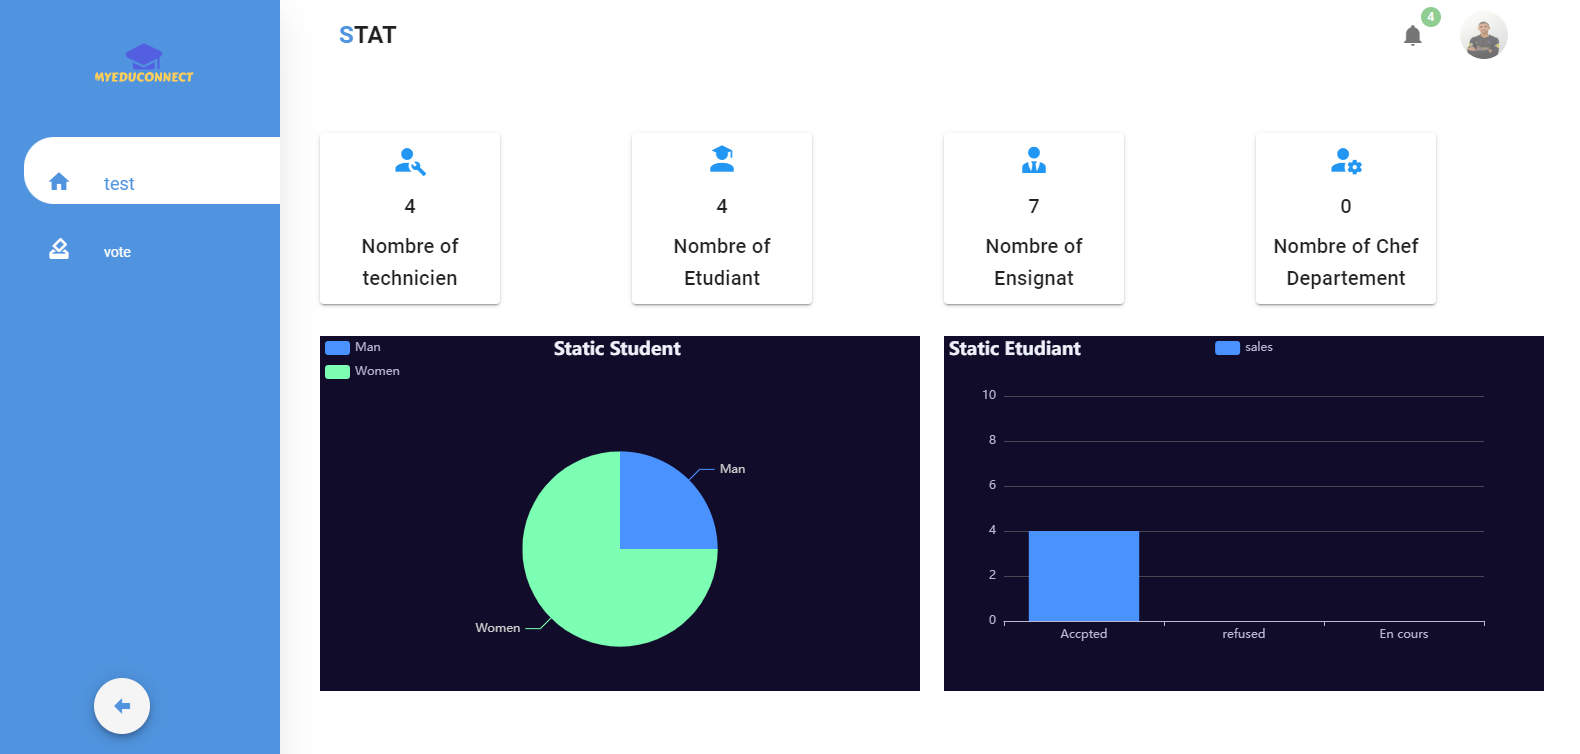 MYEDUCONNECT
test
vote
STAT
4
4
Nombre of
technicien
4
Nombre of
Etudiant
7
Nombre of
Ensignat
0
Nombre of Chef
Departement
Man
Women
Static Student
Man
Women
Static Etudiant
sales
10
8
6
4
2
0
Accpted
refused
En cours